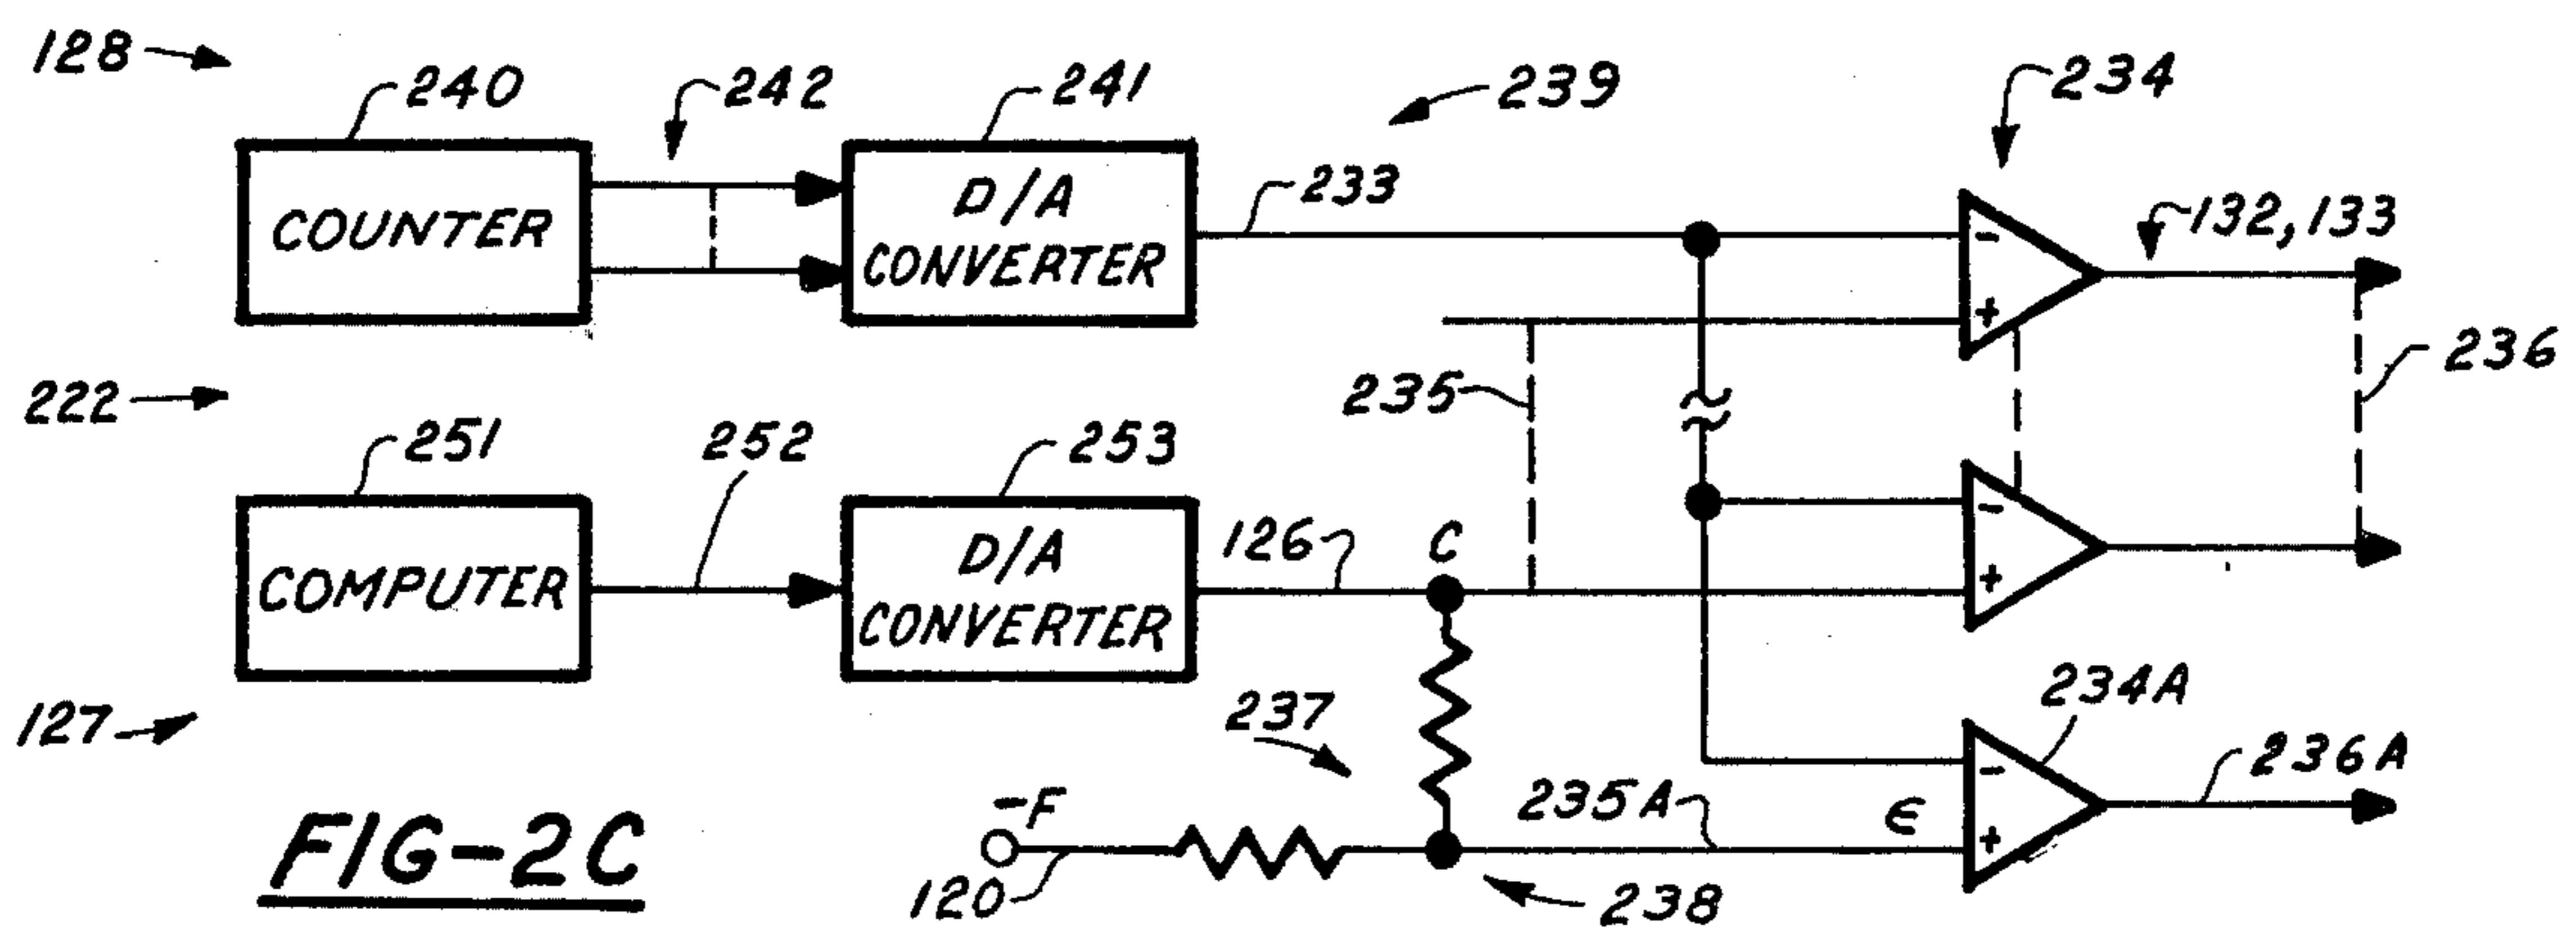 128
240
242
241
239
234
COUNTER
D/A
CONVERTER
233
132,133
-
+
235
236
222
251
252
253
COMPUTER
D/A
CONVERTER
126
C
-
+
127
237
234A
-F
235A
ϵ
-
+
236A
120
238
FIG-2C